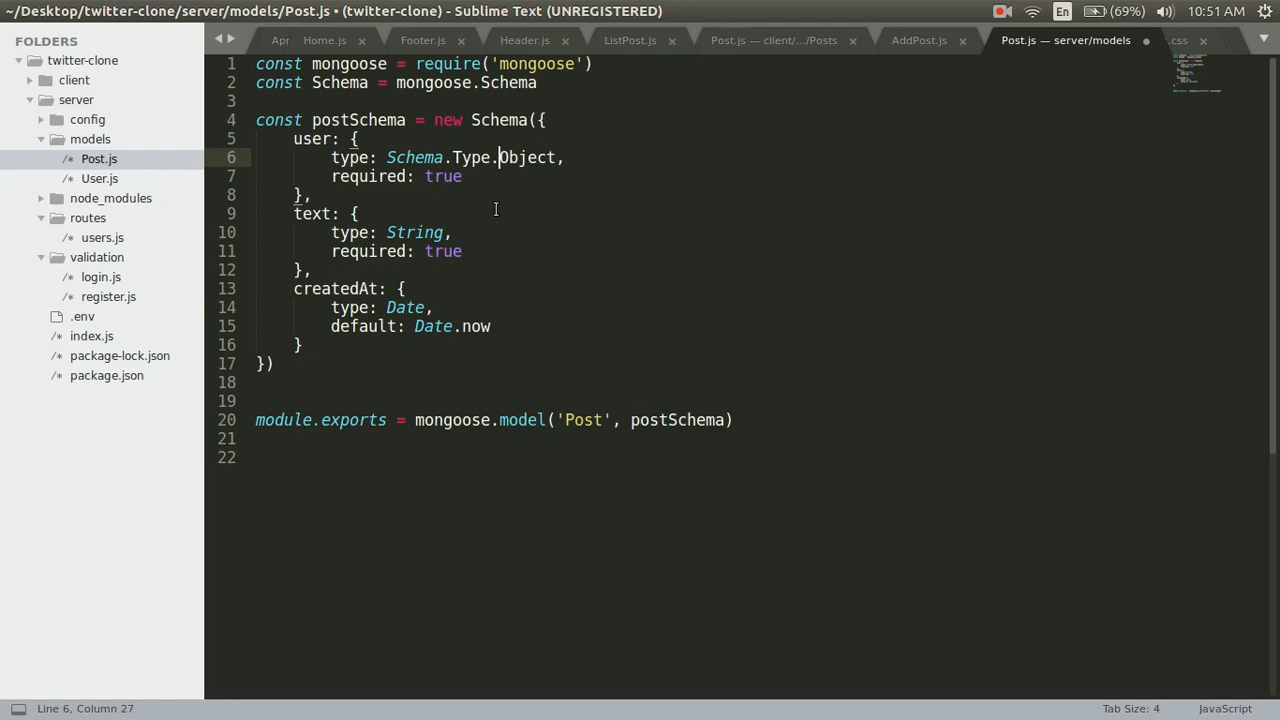 ~/Desktop/twitter-clone/server/models/Post.js • (twitter-clone) - Sublime Text (UNREGISTERED)
En (69%) 10:51 AM
FOLDERS
twitter-clone
client
server
config
models
/* Post.js
/* User.js
node_modules
routes
/* users.js
validation
/* login.js
/* register.js
.env
/* index.js
/* package-lock.json
/* package.json
Home.js × Footer.js × Header.js × ListPost.js × Post.js — client/.../Posts × AddPost.js × Post.js — server/models • .css ×
1 const mongoose = require('mongoose')
2 const Schema = mongoose.Schema
3
4 const postSchema = new Schema({
5 user: {
6 type: Schema.Type.Object,
7 required: true
8 },
9 text: {
10 type: String,
11 required: true
12 },
13 createdAt: {
14 type: Date,
15 default: Date.now
16 }
17 })
18
19
20 module.exports = mongoose.model('Post', postSchema)
21
22
Line 6, Column 27
Tab Size: 4 JavaScript